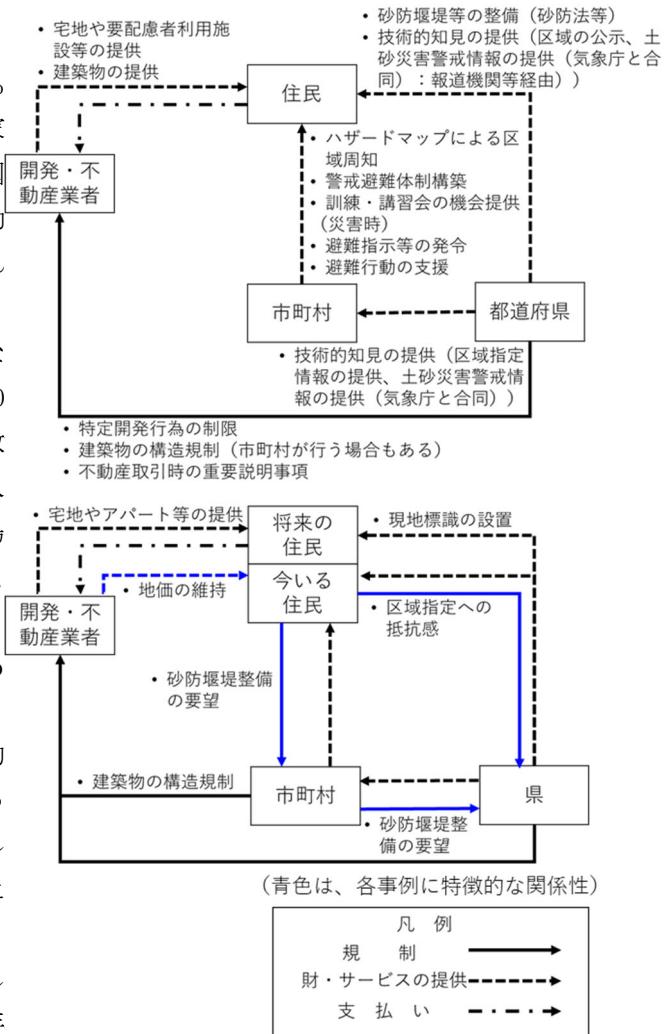 • 宅地や要配慮者利用施
設等の提供
• 建築物の提供
• 砂防堰堤等の整備（砂防法等）
• 技術的知見の提供（区域の公示、土
砂災害警戒情報の提供（気象庁と合
同）：報道機関等経由））
住民
開発・不
動産業者
• ハザードマップによる区
域周知
• 警戒避難体制構築
• 訓練・講習会の機会提供
（災害時）
• 避難指示等の発令
• 避難行動の支援
市町村
都道府県
• 技術的知見の提供（区域指定
情報の提供、土砂災害警戒情
報の提供（気象庁と合同））
• 特定開発行為の制限
• 建築物の構造規制（市町村が行う場合もある）
• 不動産取引時の重要説明事項
• 宅地やアパート等の提供
将来の
住民
• 現地標識の設置
今いる
住民
• 地価の維持
開発・不
動産業者
• 区域指定への
抵抗感
• 砂防堰堤整備
の要望
• 建築物の構造規制
市町村
県
• 砂防堰堤整
備の要望
（青色は、各事例に特徴的な関係性）
凡 例
規 制
財・サービスの提供
支 払 い